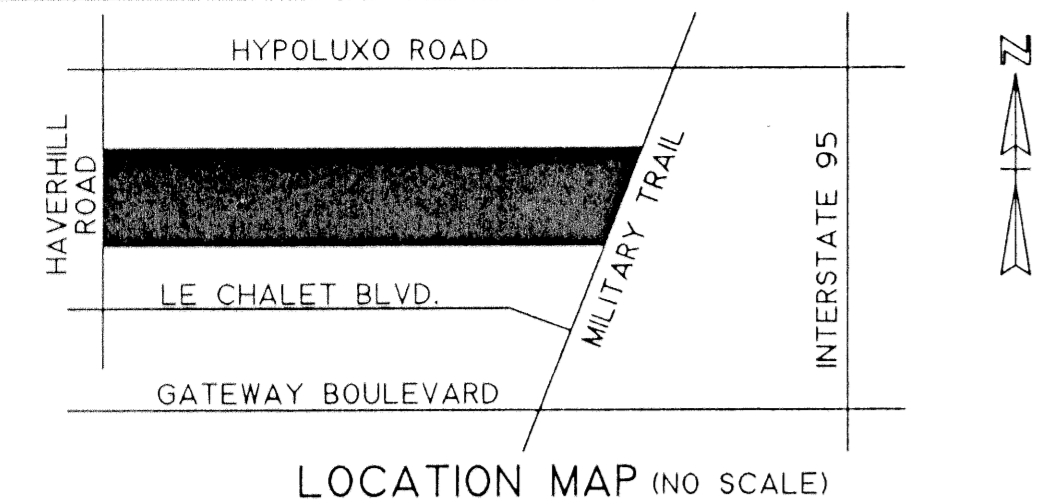 HYPOLUXO ROAD
N
HAVERHILL
ROAD
MILITARY TRAIL
INTERSTATE 95
LE CHALET BLVD.
GATEWAY BOULEVARD
LOCATION MAP (NO SCALE)